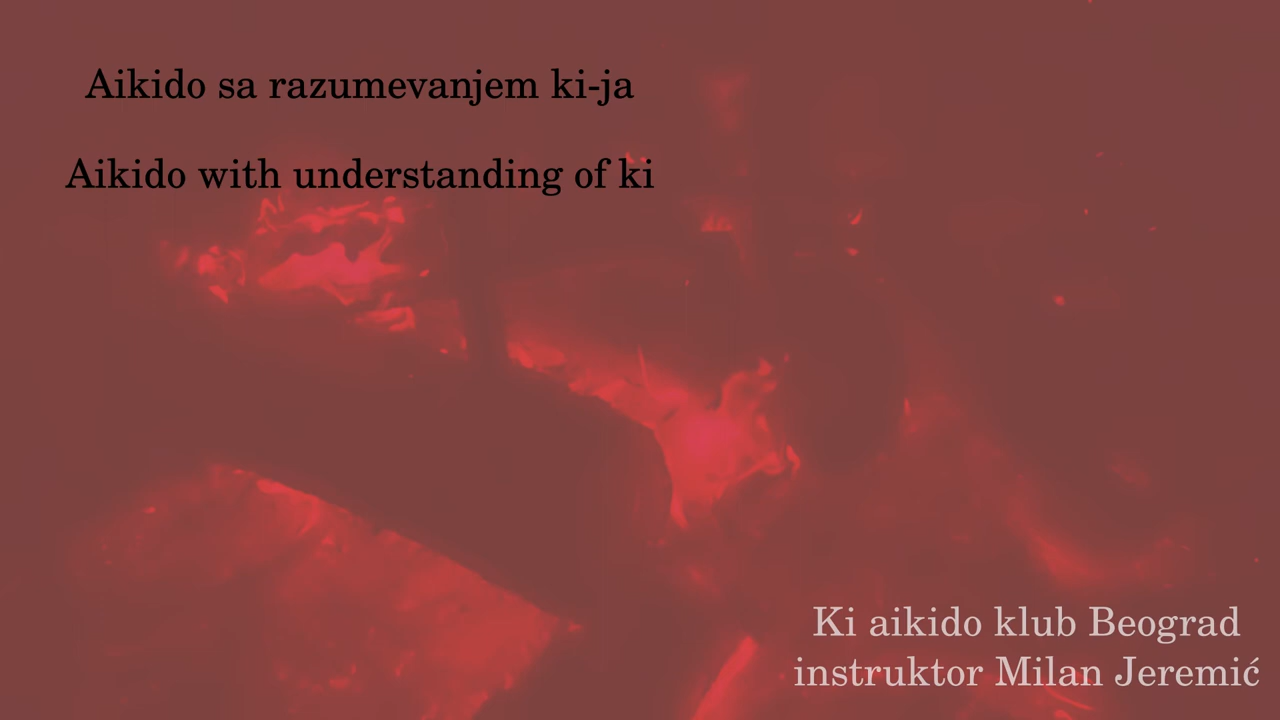 Aikido sa razumevanjem ki-ja
Aikido with understanding of ki
Ki aikido klub Beograd
instruktor Milan Jeremić